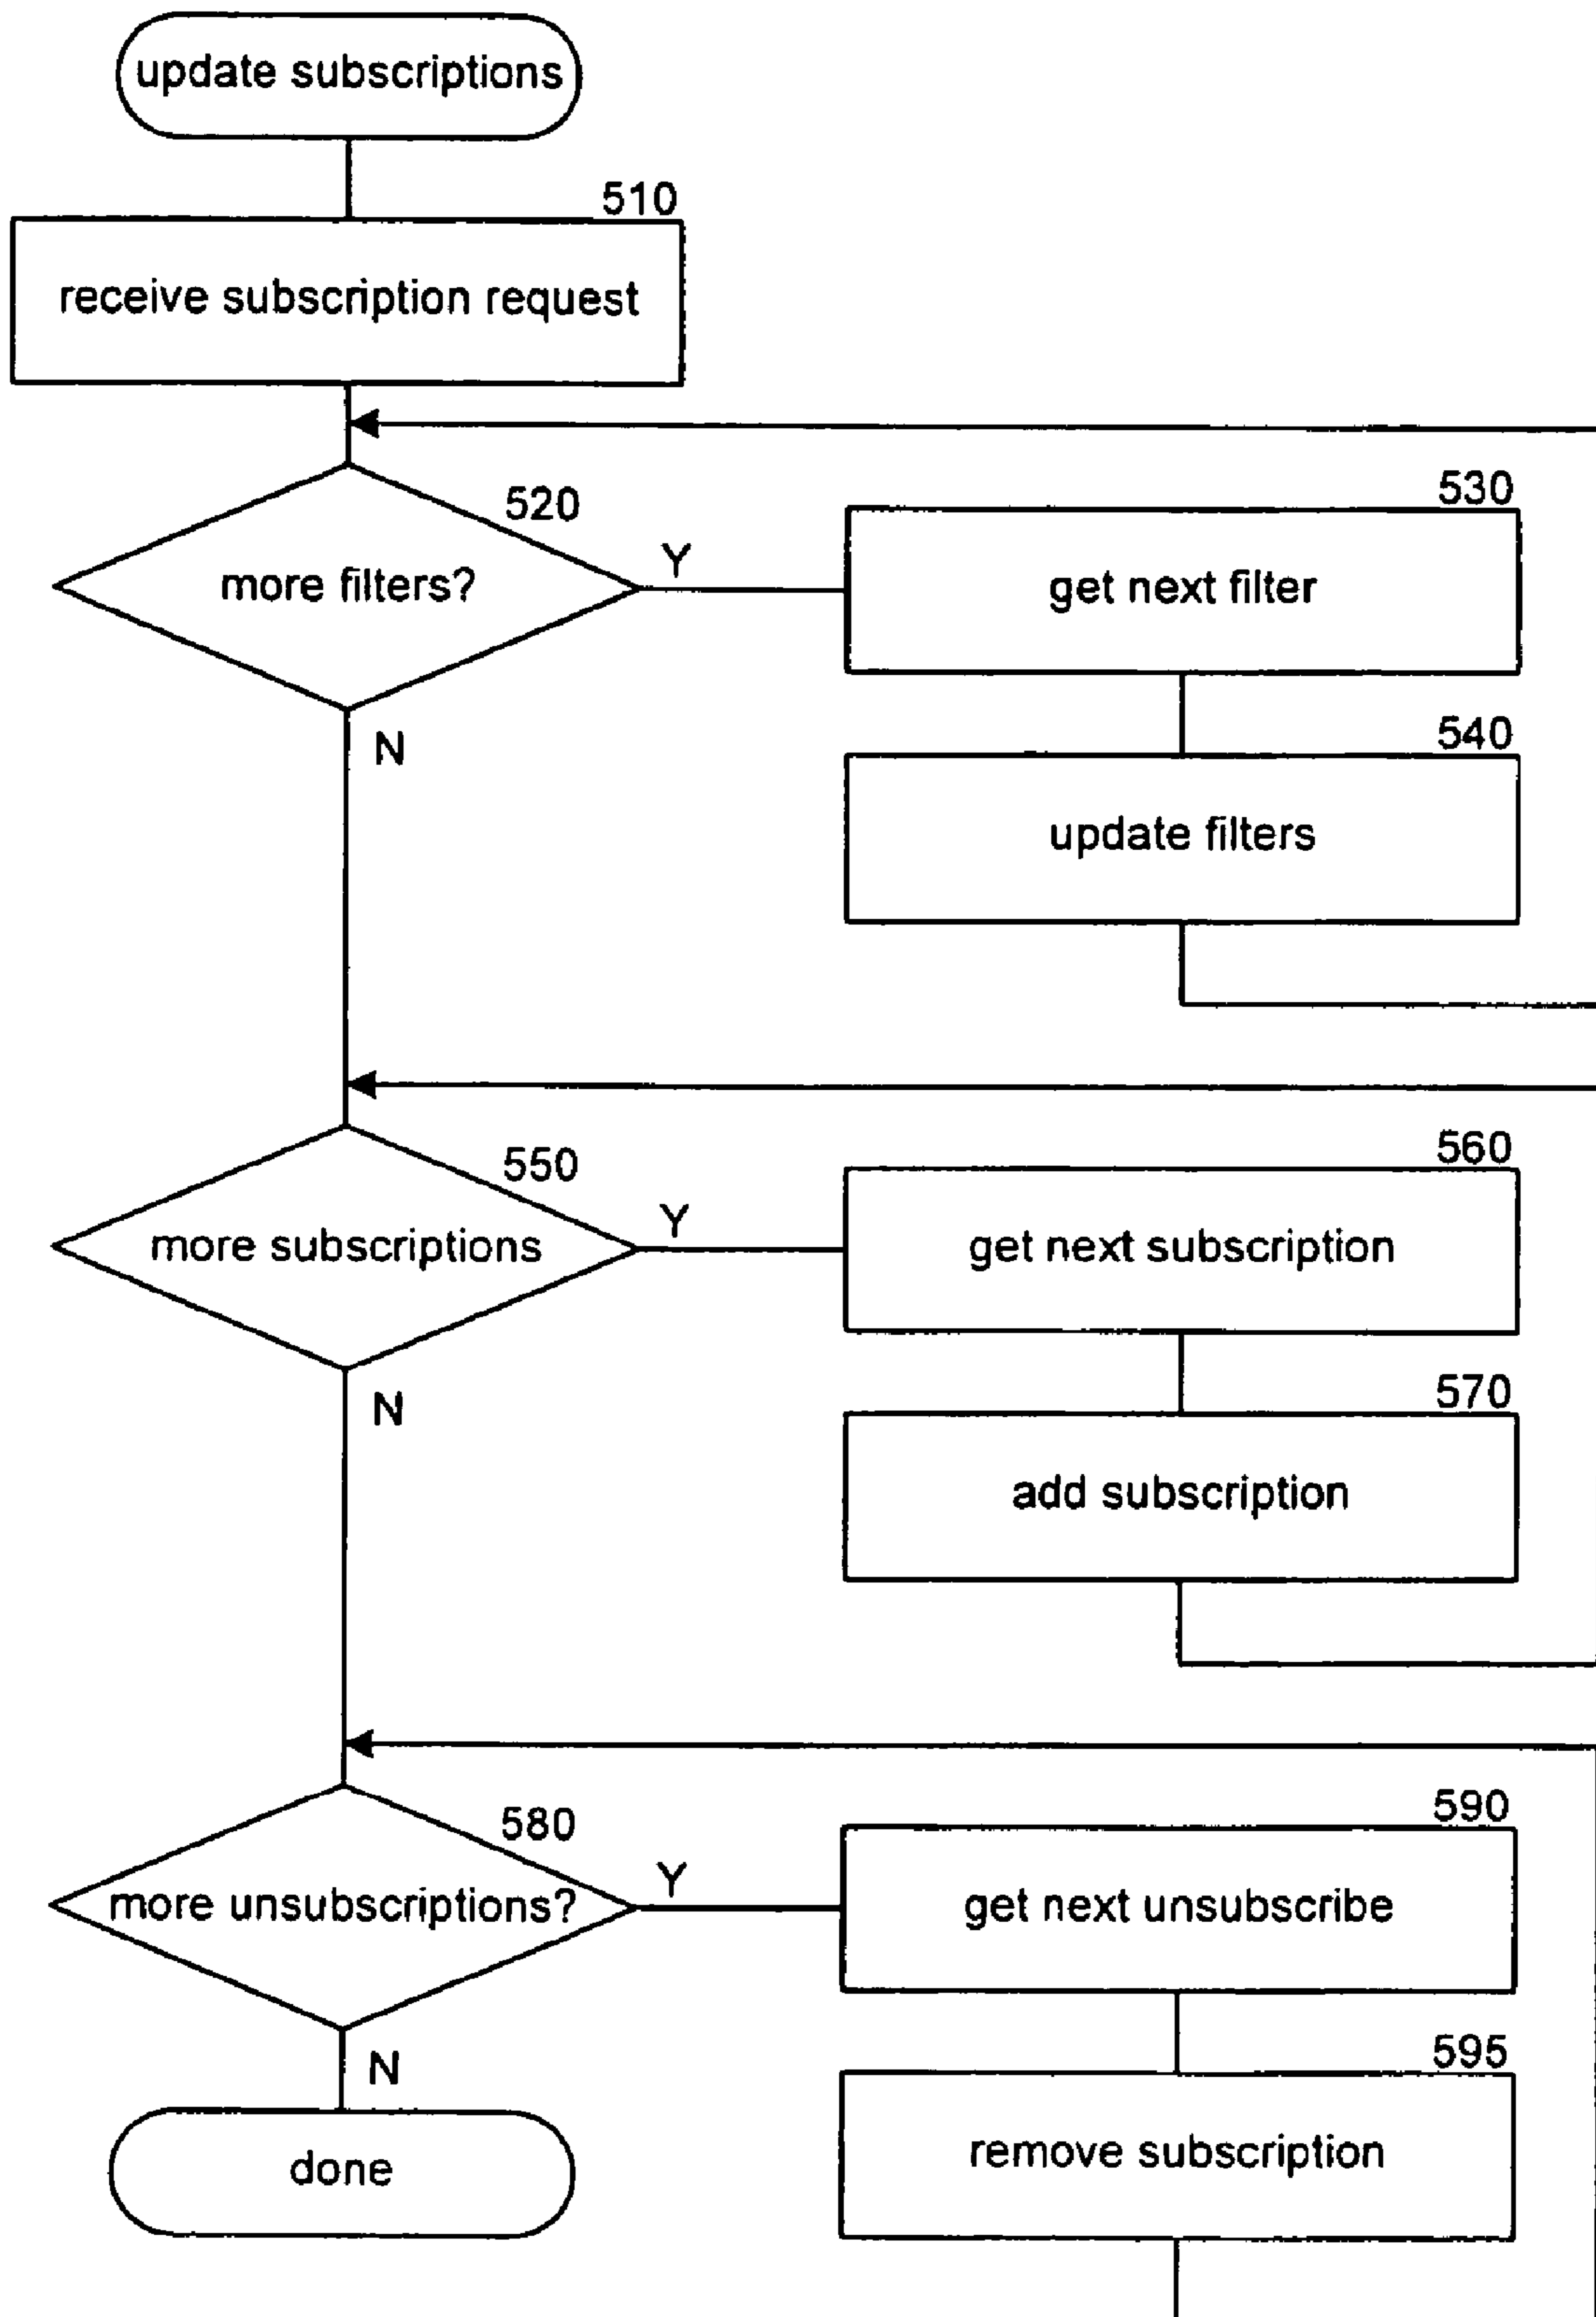 update subscriptions
510
receive subscription request
520
more filters?
Y
N
530
get next filter
540
update filters
550
more subscriptions
Y
N
560
get next subscription
570
add subscription
580
more unsubscriptions?
Y
N
590
get next unsubscribe
595
remove subscription
done